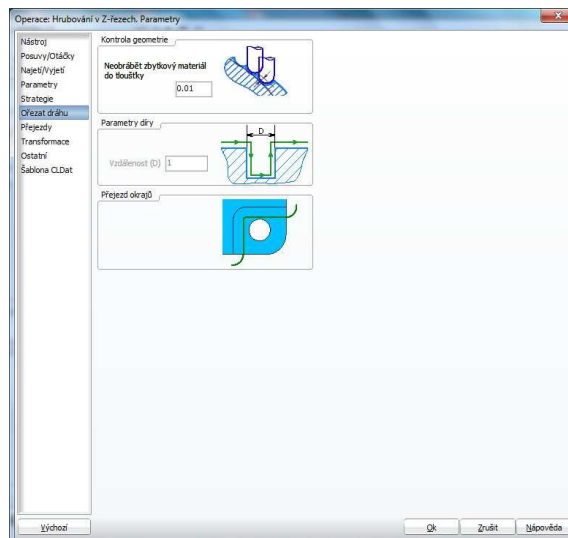 Operace: Hrubování v Z-řezech. Parametry
Nástroj
Posuvy/Otáčky
Najetí/Vyjetí
Parametry
Strategie
Ořezat dráhu
Přejezdy
Transformace
Ostatní
Šablona CLDat
Kontrola geometrie
Neobrábět zbytkový materiál
do tloušťky
0.01
Parametry díry
Vzdálenost (D) 1
D
Přejezd okrajů
Výchozí
Ok Zrušit Nápověda